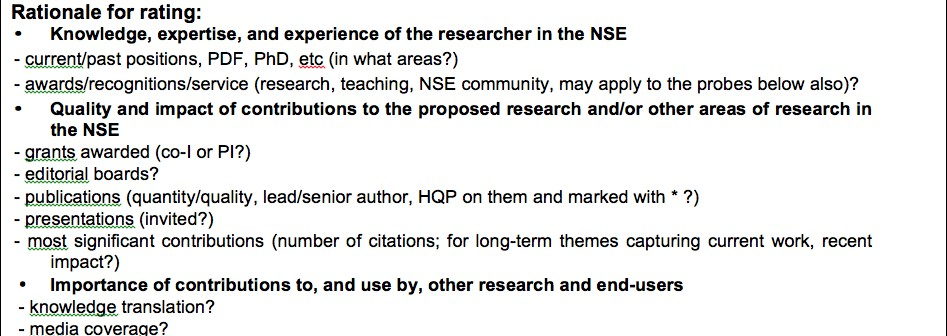 Rationale for rating:
• Knowledge, expertise, and experience of the researcher in the NSE
- current/past positions, PDF, PhD, etc (in what areas?)
- awards/recognitions/service (research, teaching, NSE community, may apply to the probes below also)?
• Quality and impact of contributions to the proposed research and/or other areas of research in
the NSE
- grants awarded (co-I or PI?)
- editorial boards?
- publications (quantity/quality, lead/senior author, HQP on them and marked with * ?)
- presentations (invited?)
- most significant contributions (number of citations; for long-term themes capturing current work, recent
impact?)
• Importance of contributions to, and use by, other research and end-users
- knowledge translation?
- media coverage?